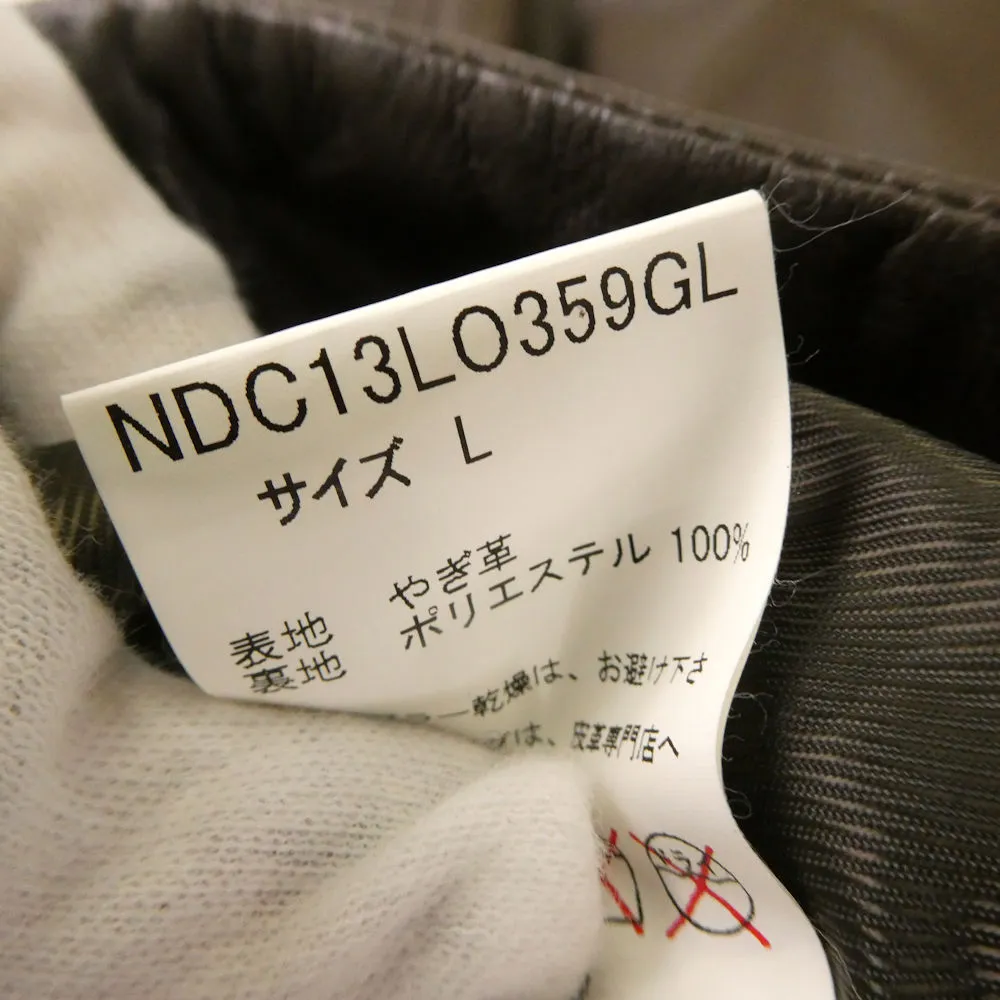 NDC13LO359GL
サイズ L
表地 やぎ革
裏地 ポリエステル 100%
ー乾燥は、お避け下さ
は、皮革専門店へ